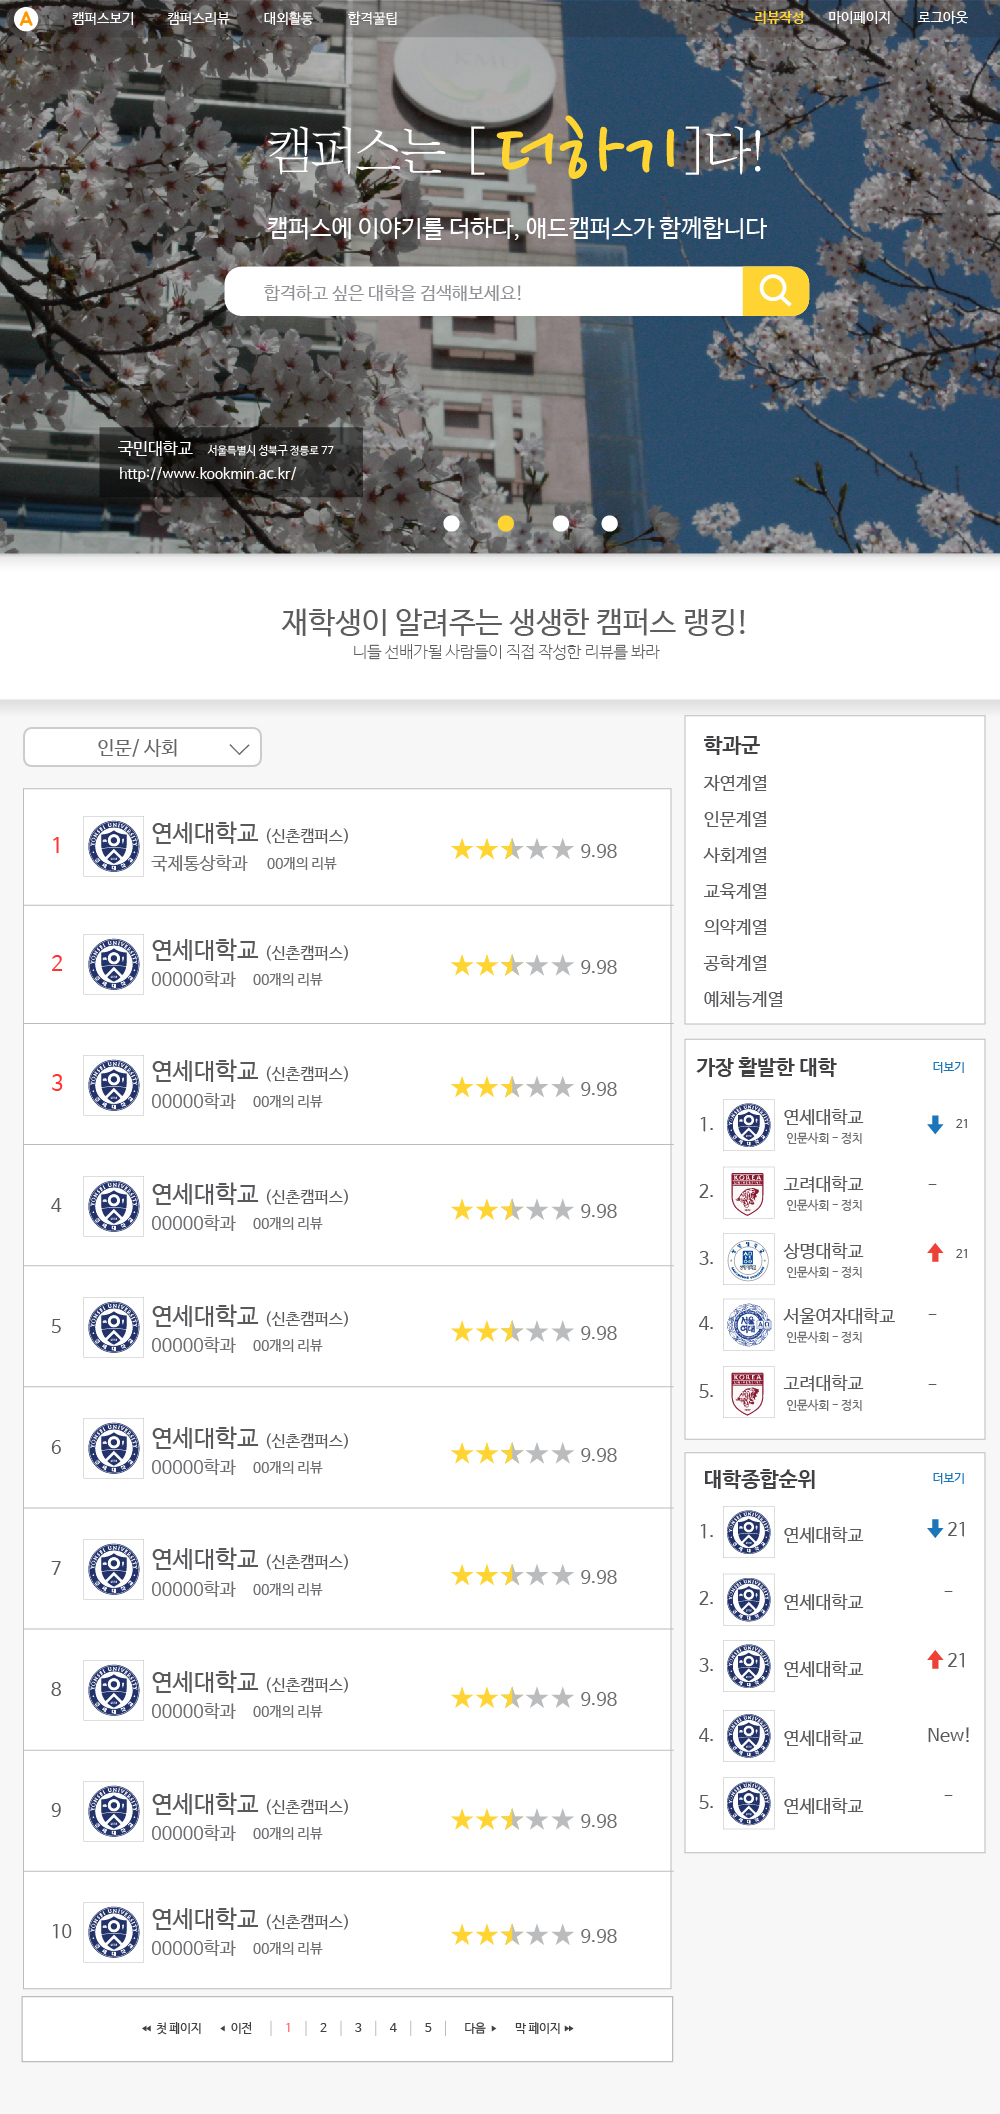 A 캠퍼스보기 캠퍼스리뷰 대외활동 합격꿀팁 리뷰작성 마이페이지 로그아웃
캠퍼스는 [더하기]다!
캠퍼스에 이야기를 더하다, 애드캠퍼스가 함께합니다
합격하고 싶은 대학을 검색해보세요!
국민대학교 서울특별시 성북구 정릉로 77
http://www.kookmin.ac.kr/
재학생이 알려주는 생생한 캠퍼스 랭킹!
니들 선배가될 사람들이 직접 작성한 리뷰를 봐라
인문/ 사회
1 연세대학교 (신촌캠퍼스)
국제통상학과 00개의 리뷰
9.98
2 연세대학교 (신촌캠퍼스)
00000학과 00개의 리뷰
9.98
3 연세대학교 (신촌캠퍼스)
00000학과 00개의 리뷰
9.98
4 연세대학교 (신촌캠퍼스)
00000학과 00개의 리뷰
9.98
5 연세대학교 (신촌캠퍼스)
00000학과 00개의 리뷰
9.98
6 연세대학교 (신촌캠퍼스)
00000학과 00개의 리뷰
9.98
7 연세대학교 (신촌캠퍼스)
00000학과 00개의 리뷰
9.98
8 연세대학교 (신촌캠퍼스)
00000학과 00개의 리뷰
9.98
9 연세대학교 (신촌캠퍼스)
00000학과 00개의 리뷰
9.98
10 연세대학교 (신촌캠퍼스)
00000학과 00개의 리뷰
9.98
첫 페이지 이전 | 1 | 2 | 3 | 4 | 5 | 다음 막 페이지
학과군
자연계열
인문계열
사회계열
교육계열
의약계열
공학계열
예체능계열
가장 활발한 대학 더보기
1. 연세대학교 21
인문사회 - 정치
2. 고려대학교 -
인문사회 - 정치
3. 상명대학교 21
인문사회 - 정치
4. 서울여자대학교 -
인문사회 - 정치
5. 고려대학교 -
인문사회 - 정치
대학종합순위 더보기
1. 연세대학교 21
2. 연세대학교 -
3. 연세대학교 21
4. 연세대학교 New!
5. 연세대학교 -